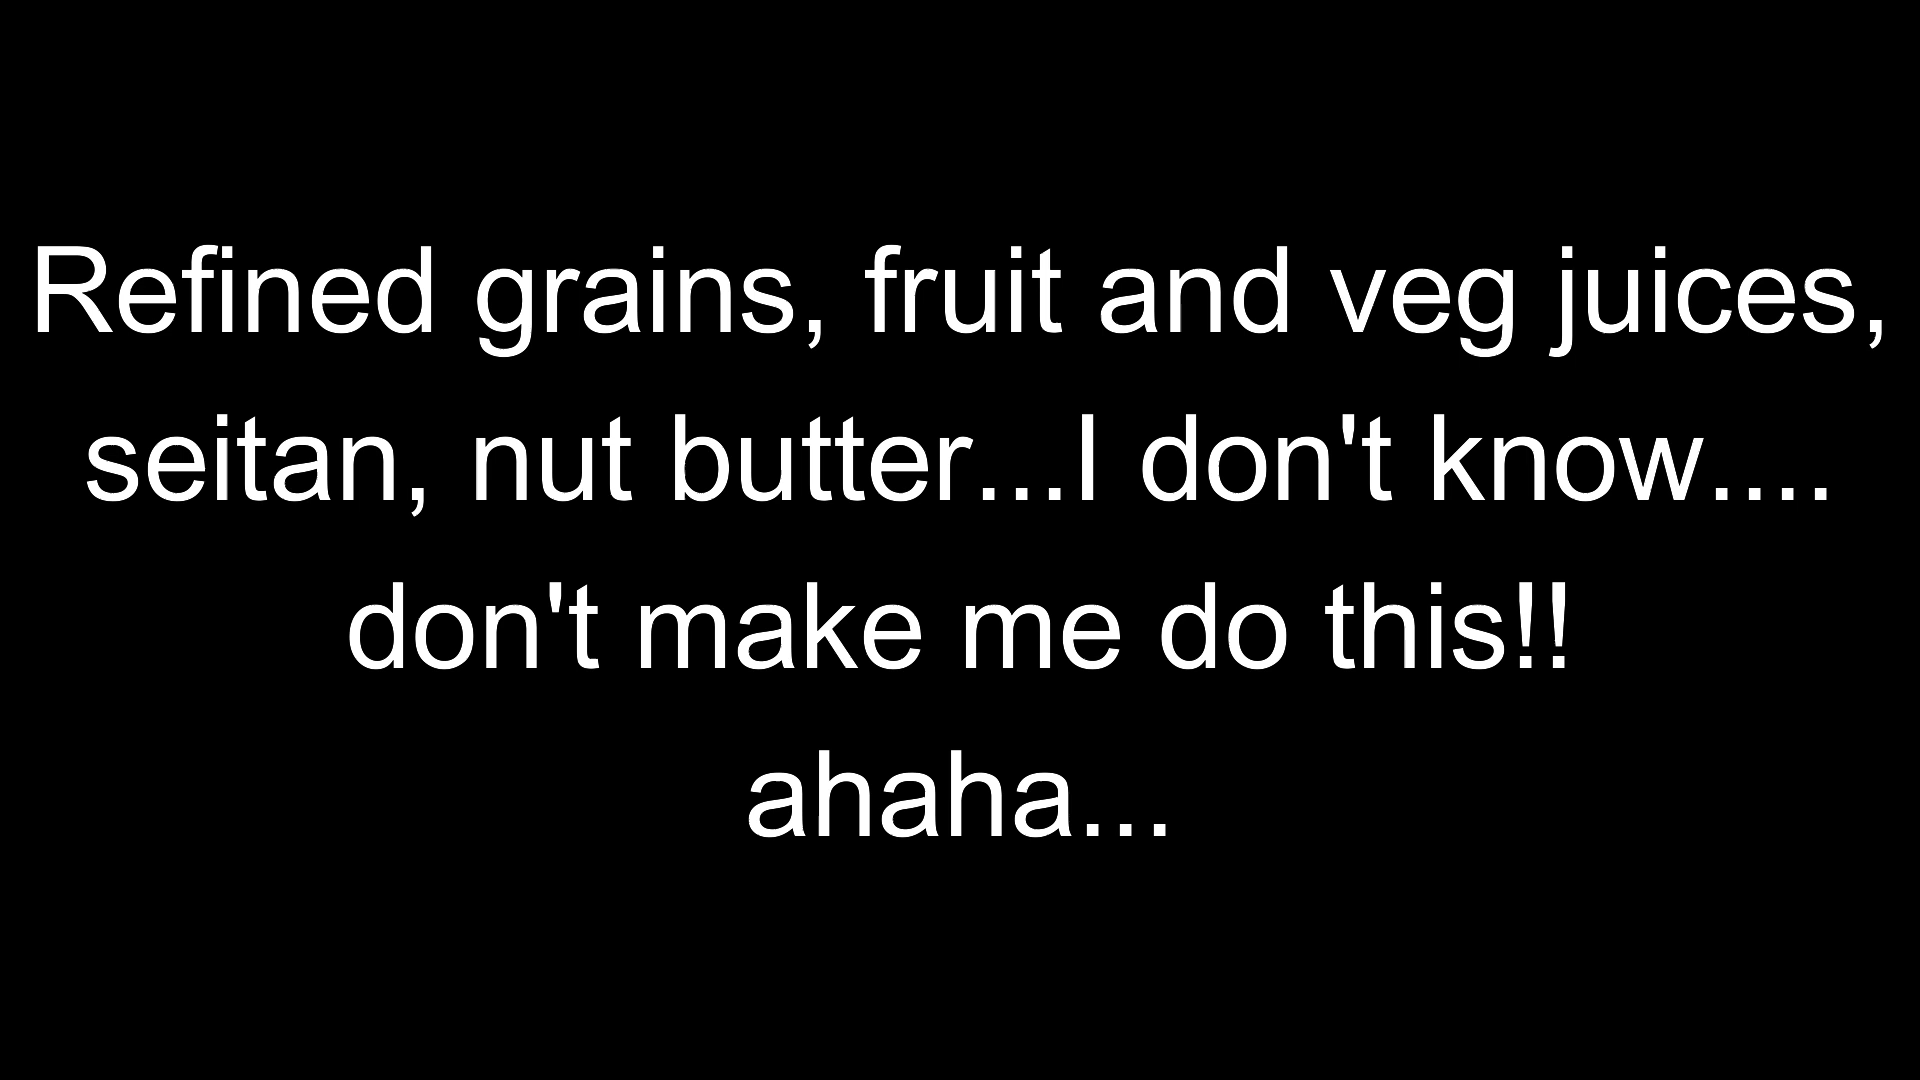 Refined grains, fruit and veg juices,
seitan, nut butter...I don't know....
don't make me do this!!
ahaha...